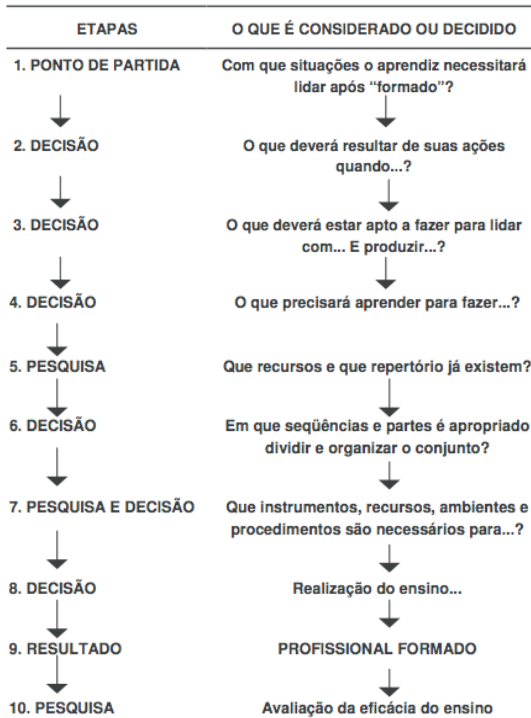 ETAPAS O QUE É CONSIDERADO OU DECIDIDO
1. PONTO DE PARTIDA Com que situações o aprendiz necessitará
lidar após “formado”?
2. DECISÃO O que deverá resultar de suas ações
quando...?
3. DECISÃO O que deverá estar apto a fazer para lidar
com... E produzir...?
4. DECISÃO O que precisará aprender para fazer...?
5. PESQUISA Que recursos e que repertório já existem?
6. DECISÃO Em que seqüências e partes é apropriado
dividir e organizar o conjunto?
7. PESQUISA E DECISÃO Que instrumentos, recursos, ambientes e
procedimentos são necessários para...?
8. DECISÃO Realização do ensino...
9. RESULTADO PROFISSIONAL FORMADO
10. PESQUISA Avaliação da eficácia do ensino